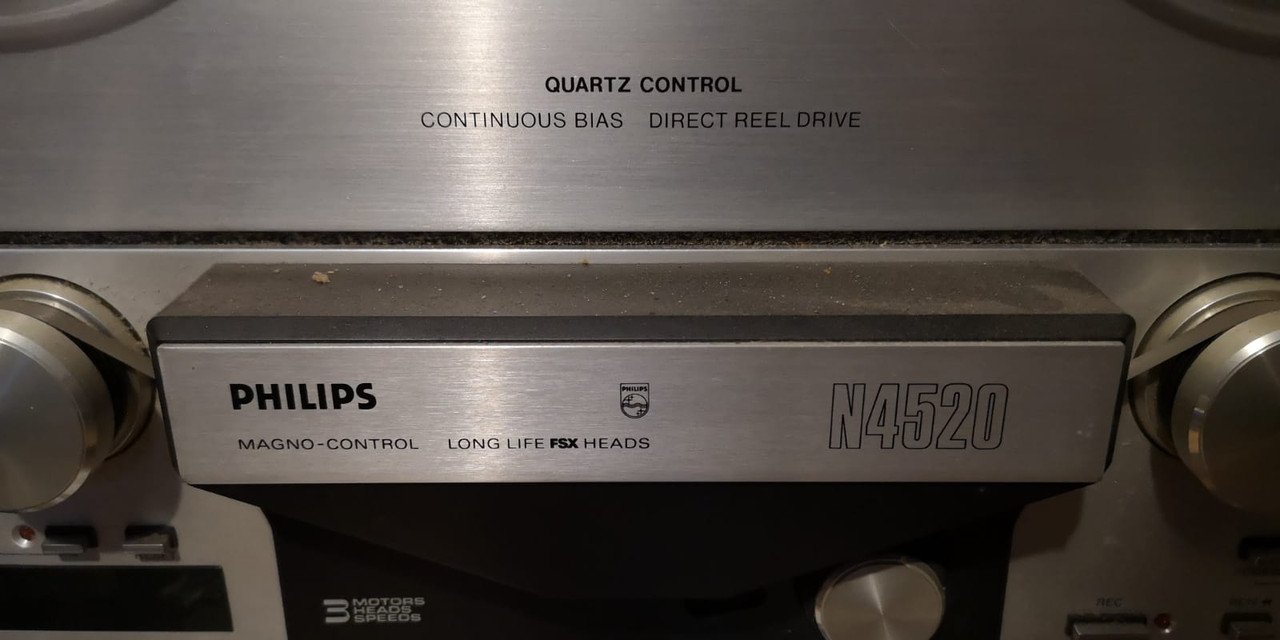 QUARTZ CONTROL
CONTINUOUS BIAS DIRECT REEL DRIVE
PHILIPS
PHILIPS
N4520
MAGNO-CONTROL LONG LIFE FSX HEADS
3 MOTORS
HEADS
SPEEDS
REC